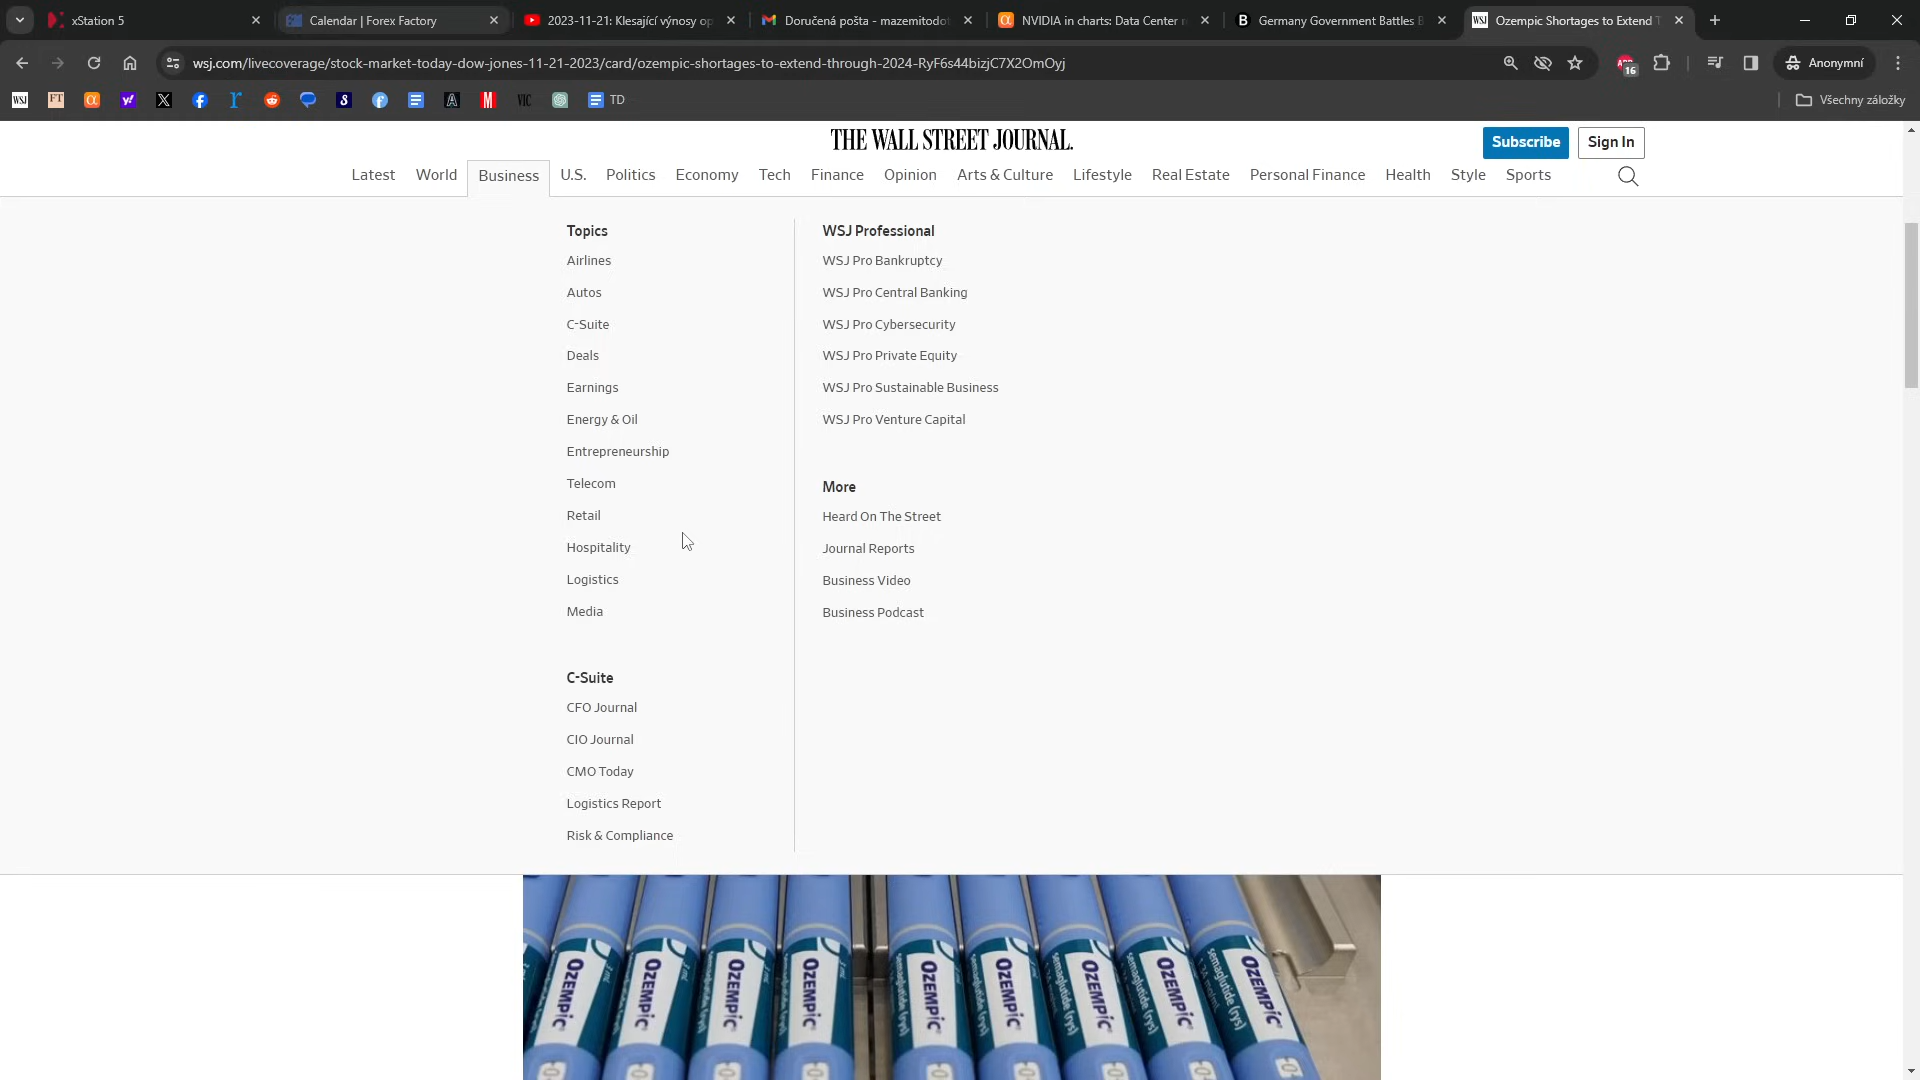 xStation 5
Calendar | Forex Factory
2023-11-21: Klesající výnosy op
Doručená pošta - mazemitodot
NVIDIA in charts: Data Center r
Germany Government Battles B
Ozempic Shortages to Extend T
wsj.com/livecoverage/stock-market-today-dow-jones-11-21-2023/card/ozempic-shortages-to-extend-through-2024-RyF6s44bizjC7X2OmOyj
16
Anonymní
WSJ
FT
VIC
TD
Všechny záložky
THE WALL STREET JOURNAL.
Subscribe
Sign In
Latest
World
Business
U.S.
Politics
Economy
Tech
Finance
Opinion
Arts & Culture
Lifestyle
Real Estate
Personal Finance
Health
Style
Sports
Topics
Airlines
Autos
C-Suite
Deals
Earnings
Energy & Oil
Entrepreneurship
Telecom
Retail
Hospitality
Logistics
Media
C-Suite
CFO Journal
CIO Journal
CMO Today
Logistics Report
Risk & Compliance
WSJ Professional
WSJ Pro Bankruptcy
WSJ Pro Central Banking
WSJ Pro Cybersecurity
WSJ Pro Private Equity
WSJ Pro Sustainable Business
WSJ Pro Venture Capital
More
Heard On The Street
Journal Reports
Business Video
Business Podcast
OZEMPIC
OZEMPIC
OZEMPIC
OZEMPIC
OZEMPIC
OZEMPIC
OZEMPIC
OZEMPIC
OZEMPIC